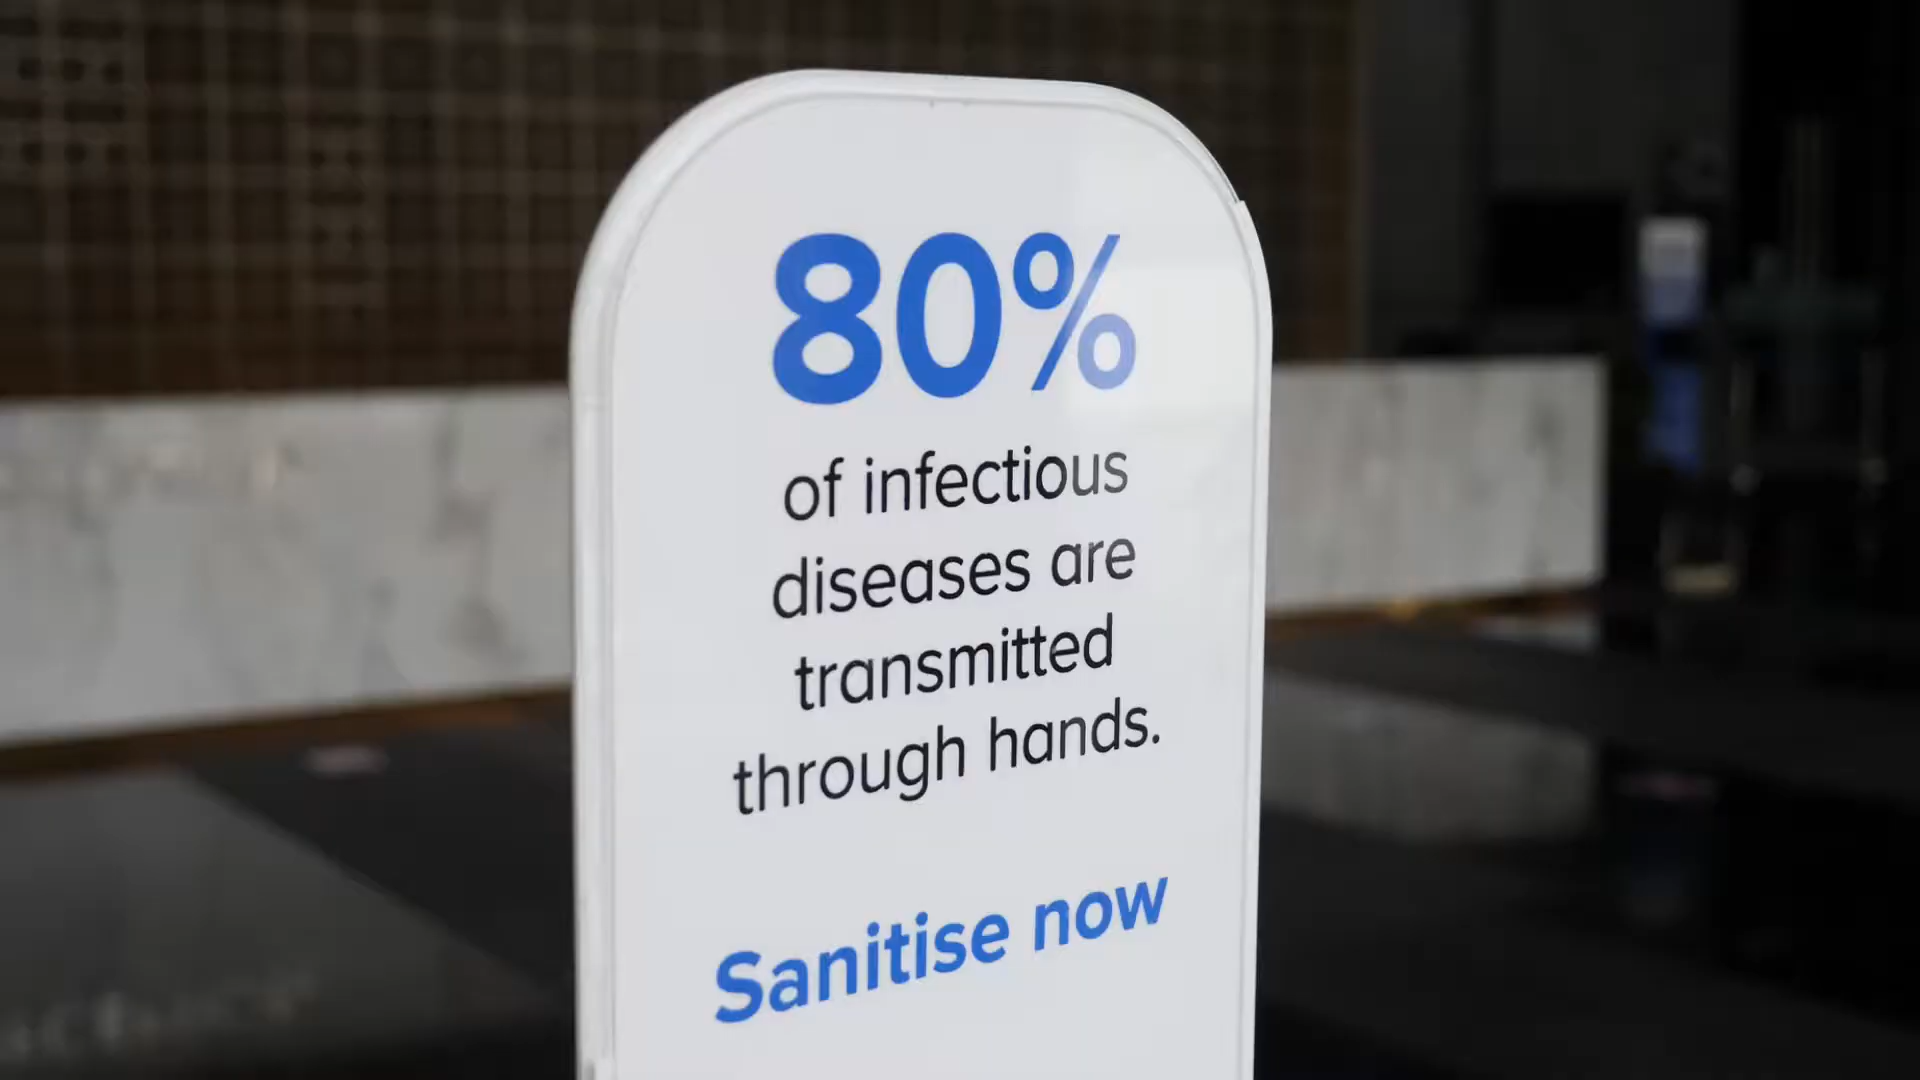 80%
of infectious
diseases are
transmitted
through hands.
Sanitise now